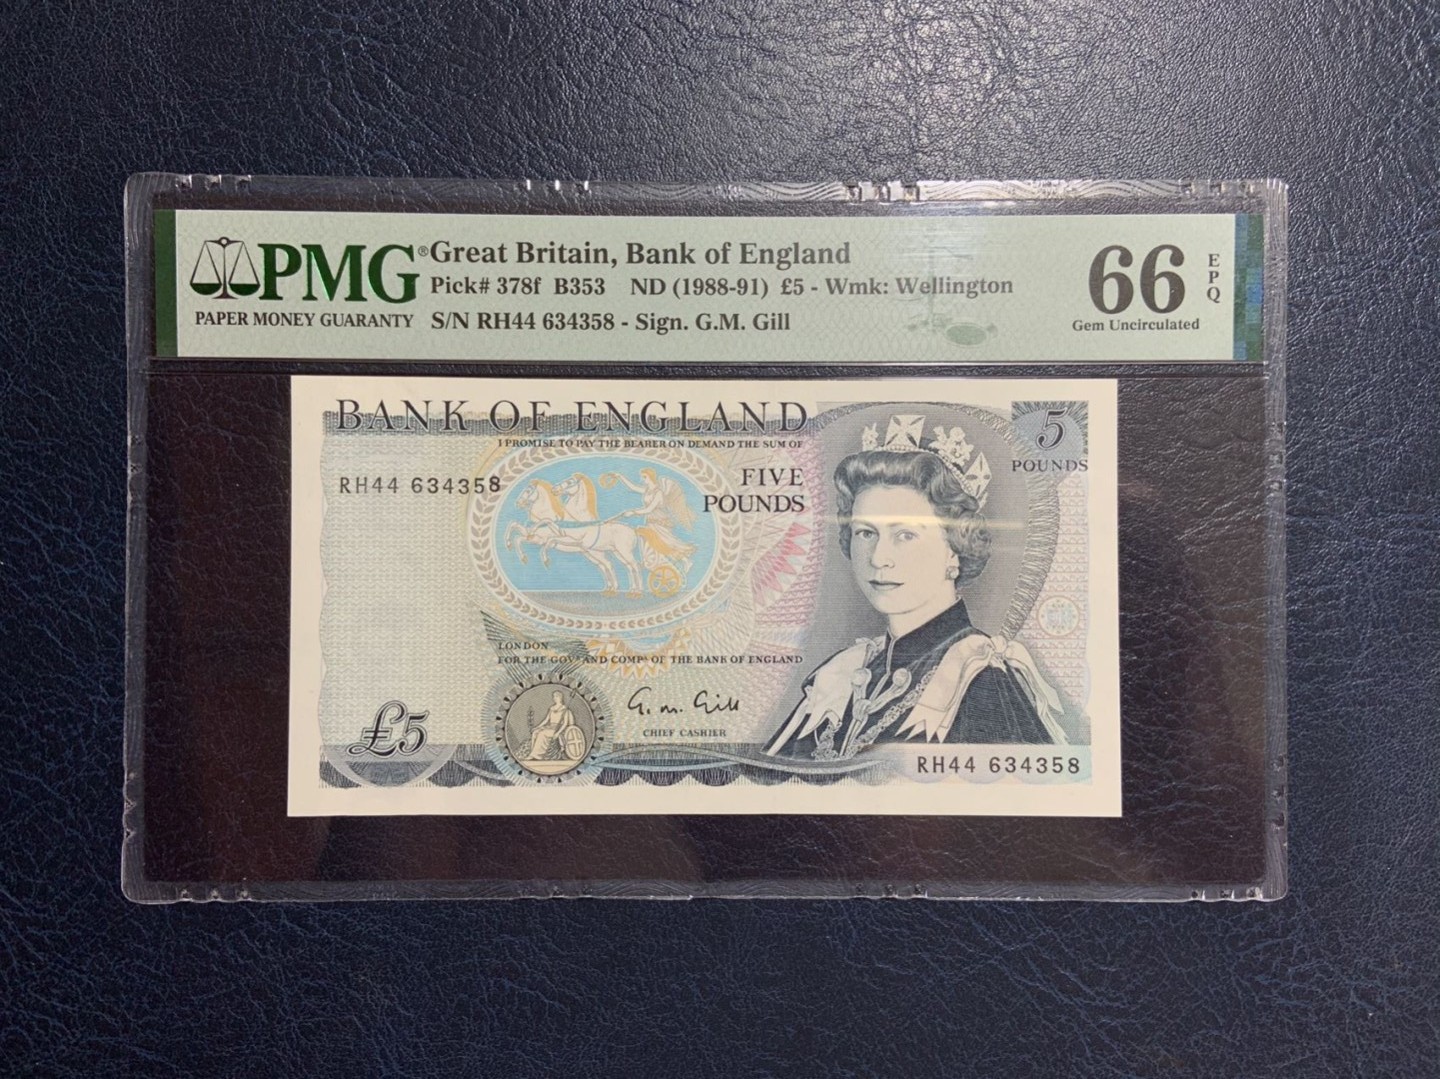 PMG® Great Britain, Bank of England
Pick# 378f B353 ND (1988-91) £5 - Wmk: Wellington
PAPER MONEY GUARANTY S/N RH44 634358 - Sign. G.M. Gill
66 EPQ
Gem Uncirculated
BANK OF ENGLAND
I PROMISE TO PAY THE BEARER ON DEMAND THE SUM OF
5
POUNDS
FIVE
POUNDS
RH44 634358
LONDON
FOR THE GOVR AND COMPA OF THE BANK OF ENGLAND
G. M. Gill
CHIEF CASHIER
£5
RH44 634358